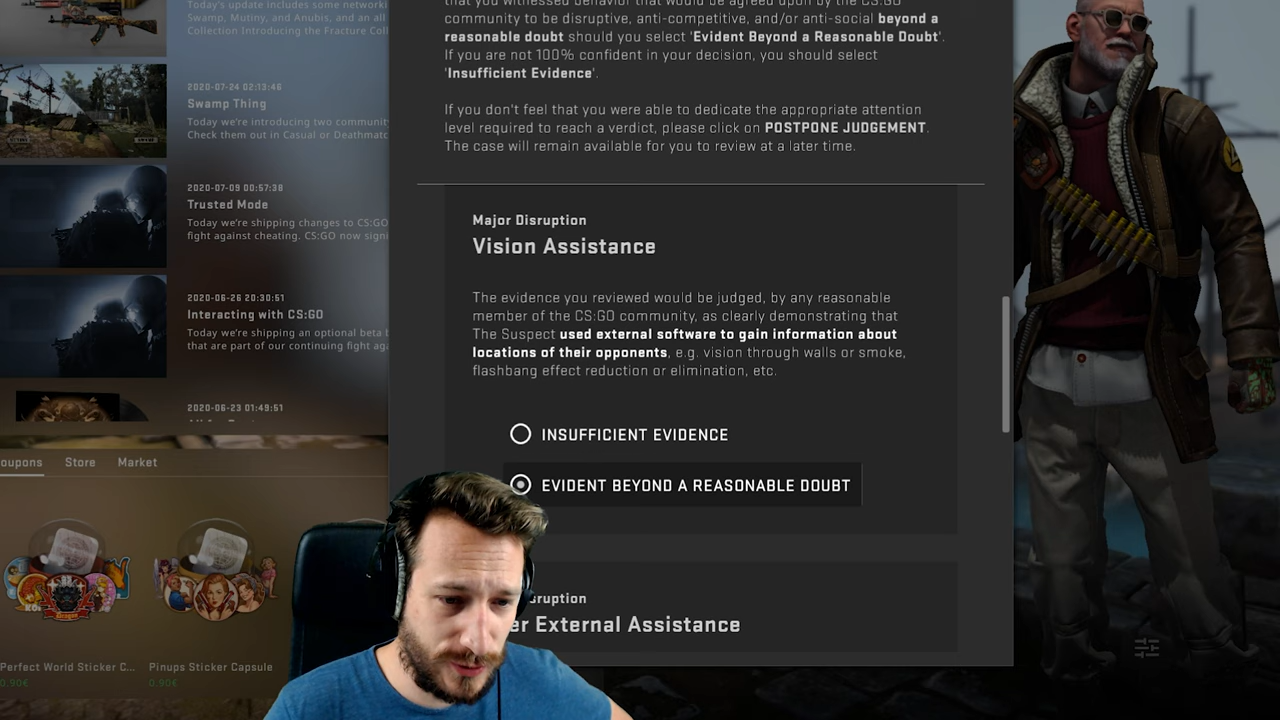 Today's update includes some networki
Swamp, Mutiny, and Anubis, and an all
Collection Introducing the Fracture Coll
2020-07-24 02:13:46
Swamp Thing
Today we're introducing two community
Check them out in Casual or Deathmatc
2020-07-09 00:57:38
Trusted Mode
Today we're shipping changes to CS:GO
fight against cheating. CS:GO now signi
2020-06-26 20:30:51
Interacting with CS:GO
Today we're shipping an optional beta b
that are part of our continuing fight aga
2020-06-23 01:49:51
oupons Store Market
Perfect World Sticker C...
0.90€
Pinups Sticker Capsule
0.90€
that you witnessed behavior that would be agreed upon by the CS:GO
community to be disruptive, anti-competitive, and/or anti-social beyond a
reasonable doubt should you select 'Evident Beyond a Reasonable Doubt'.
If you are not 100% confident in your decision, you should select
'Insufficient Evidence'.
If you don't feel that you were able to dedicate the appropriate attention
level required to reach a verdict, please click on POSTPONE JUDGEMENT.
The case will remain available for you to review at a later time.
Major Disruption
Vision Assistance
The evidence you reviewed would be judged, by any reasonable
member of the CS:GO community, as clearly demonstrating that
The Suspect used external software to gain information about
locations of their opponents, e.g. vision through walls or smoke,
flashbang effect reduction or elimination, etc.
INSUFFICIENT EVIDENCE
EVIDENT BEYOND A REASONABLE DOUBT
sruption
er External Assistance